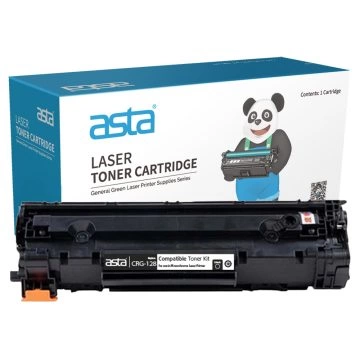 Contents: 1 Cartridge
asta
LASER
TONER CARTRIDGE
General Green Laser Printer Supplies Series
asta
CRG-128
Compatible Toner Kit